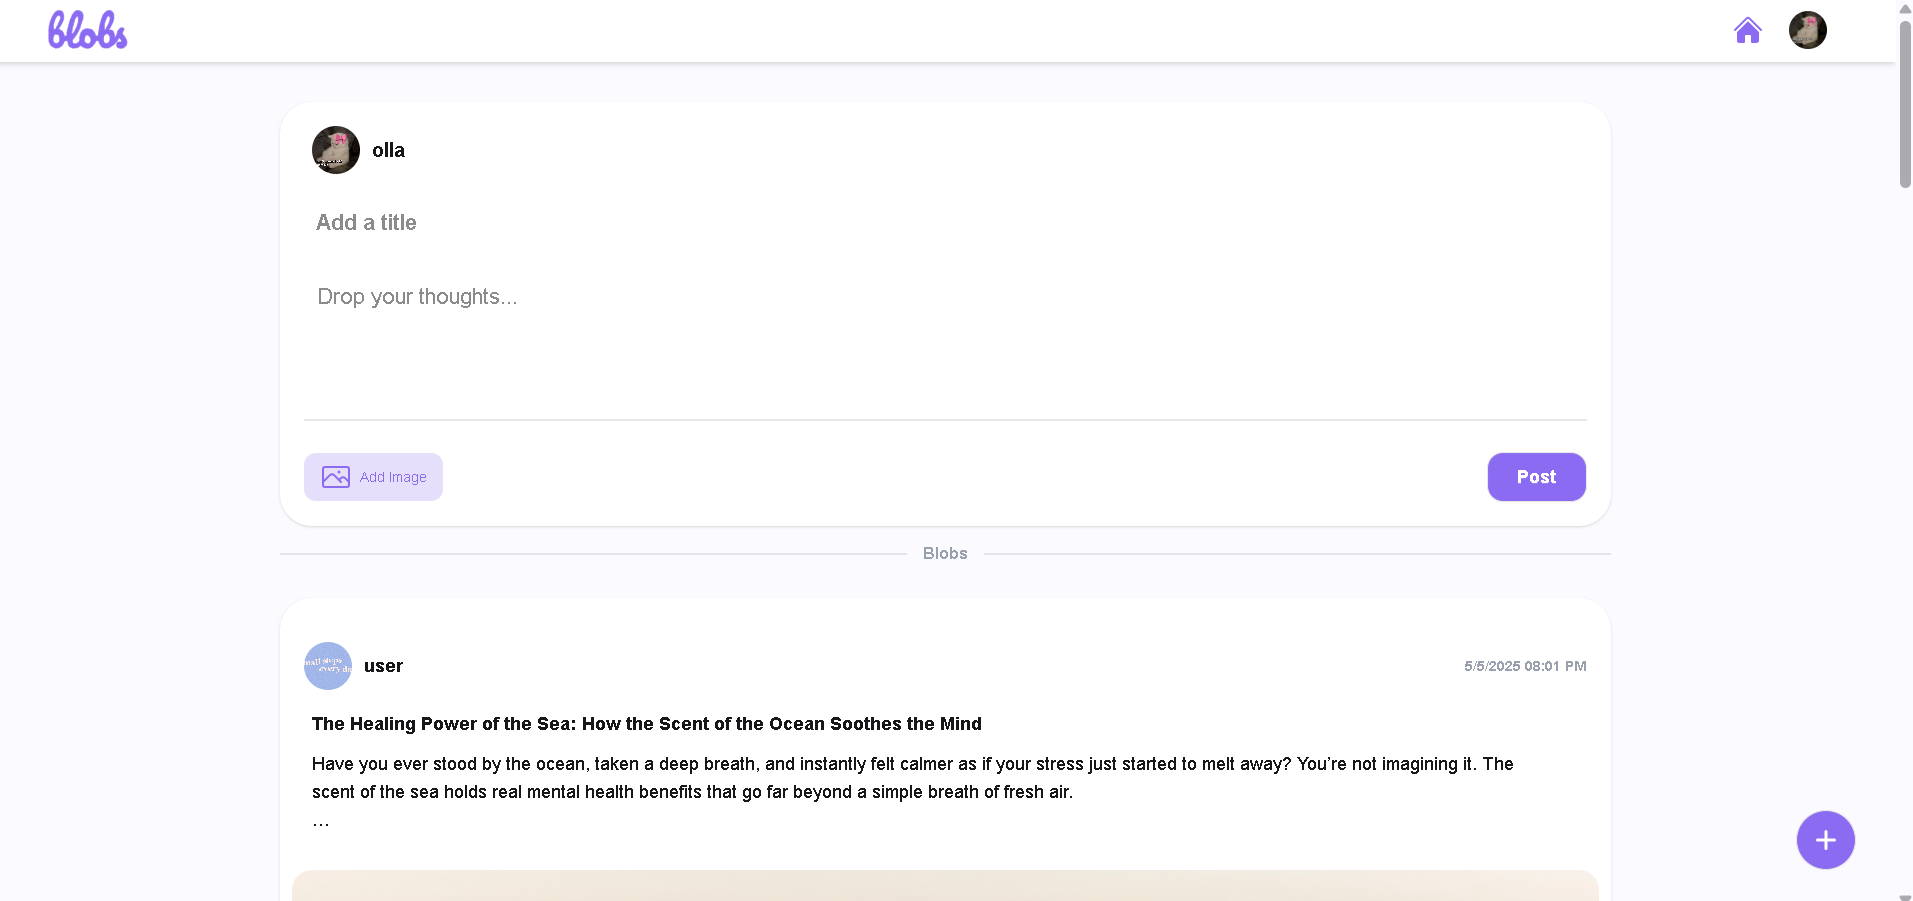 blobs
olla
Add a title
Drop your thoughts...
Add Image
Post
Blobs
user
5/5/2025 08:01 PM
The Healing Power of the Sea: How the Scent of the Ocean Soothes the Mind
Have you ever stood by the ocean, taken a deep breath, and instantly felt calmer as if your stress just started to melt away? You’re not imagining it. The
scent of the sea holds real mental health benefits that go far beyond a simple breath of fresh air.
...